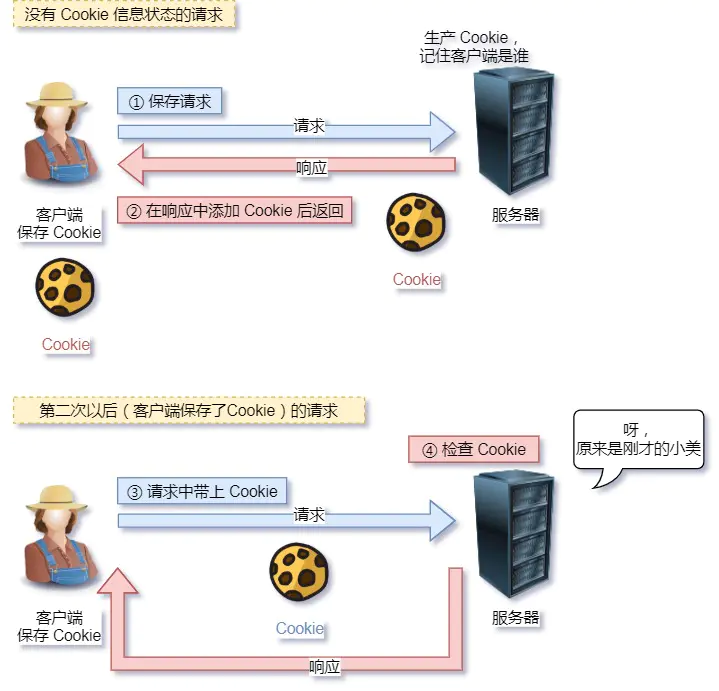 没有 Cookie 信息状态的请求
生产 Cookie，
记住客户端是谁
① 保存请求
请求
响应
② 在响应中添加 Cookie 后返回
客户端
保存 Cookie
服务器
Cookie
Cookie
第二次以后（客户端保存了Cookie）的请求
呀，
原来是刚才的小美
④ 检查 Cookie
③ 请求中带上 Cookie
请求
Cookie
客户端
保存 Cookie
服务器
响应